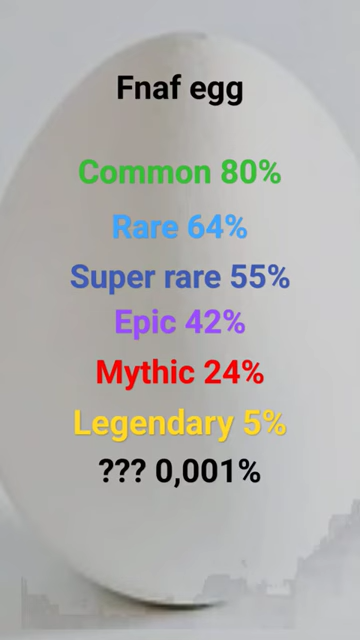 Fnaf egg
Common 80%
Rare 64%
Super rare 55%
Epic 42%
Mythic 24%
Legendary 5%
??? 0,001%